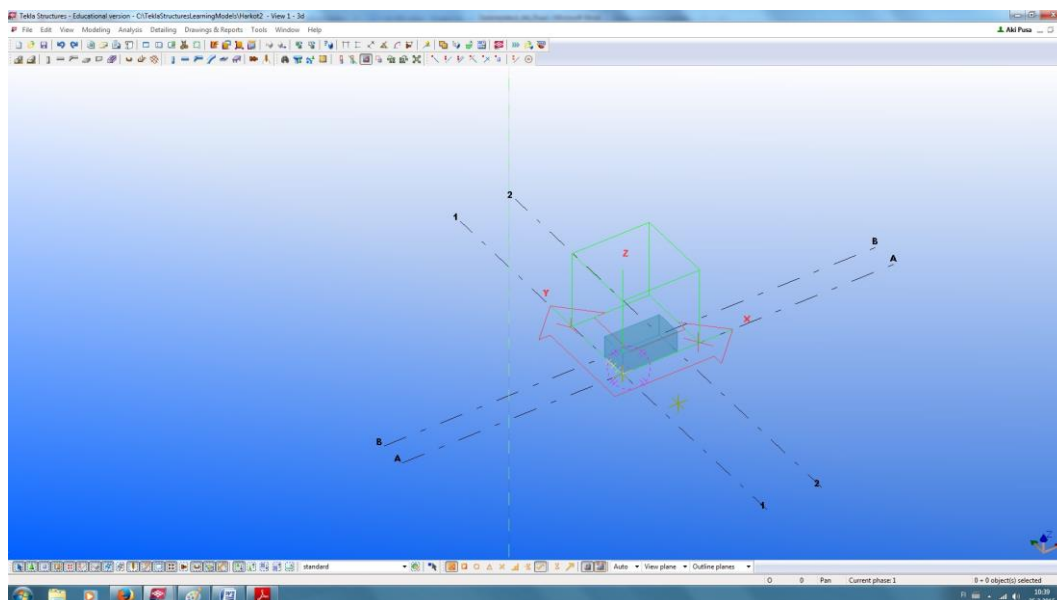 Tekla Structures - Educational version - C:\TeklaStructuresLearningModels\Harkot2 - View 1 - 3d
File Edit View Modeling Analysis Detailing Drawings & Reports Tools Window Help
Aki Pusa
2
1
B
A
Z
Y
X
B
A
2
1
standard
Auto
View plane
Outline planes
O 0 Pan Current phase: 1 0 + 0 object(s) selected
FI
10:39